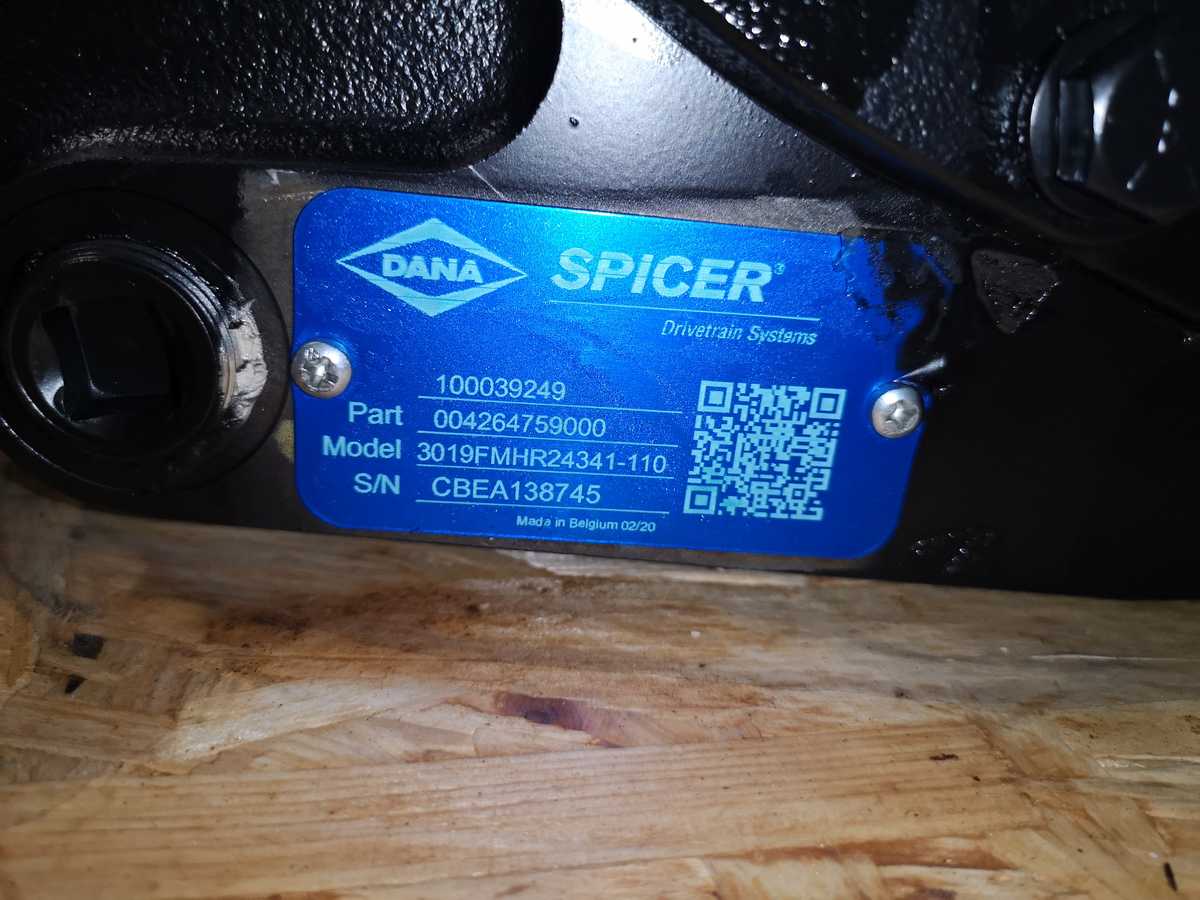 DANA
SPICER®
Drivetrain Systems
100039249
Part 004264759000
Model 3019FMHR24341-110
S/N CBEA138745
Made in Belgium 02/20